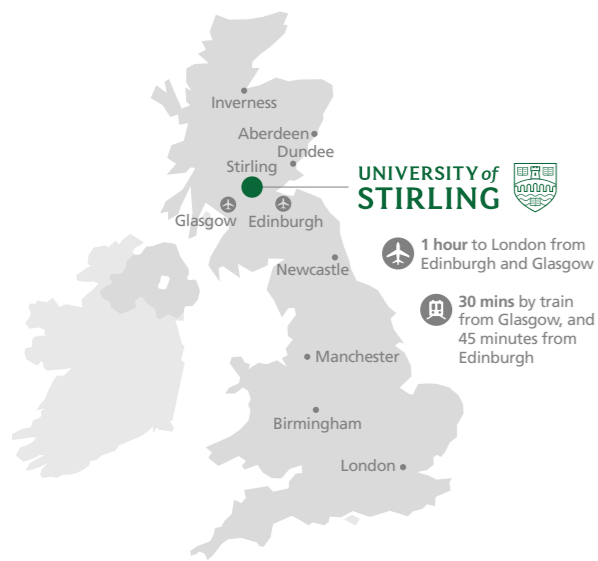 Inverness
Aberdeen
Dundee
Stirling
UNIVERSITY of
STIRLING
Glasgow
Edinburgh
1 hour to London from
Edinburgh and Glasgow
Newcastle
30 mins by train
from Glasgow, and
45 minutes from
Edinburgh
Manchester
Birmingham
London